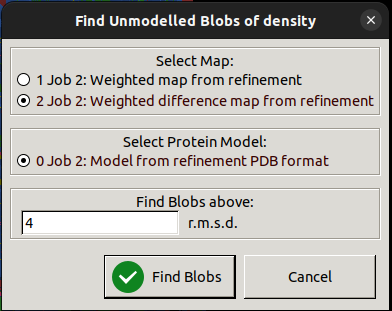 Find Unmodelled Blobs of density
Select Map:
1 Job 2: Weighted map from refinement
2 Job 2: Weighted difference map from refinement
Select Protein Model:
0 Job 2: Model from refinement PDB format
Find Blobs above:
4 r.m.s.d.
Find Blobs Cancel